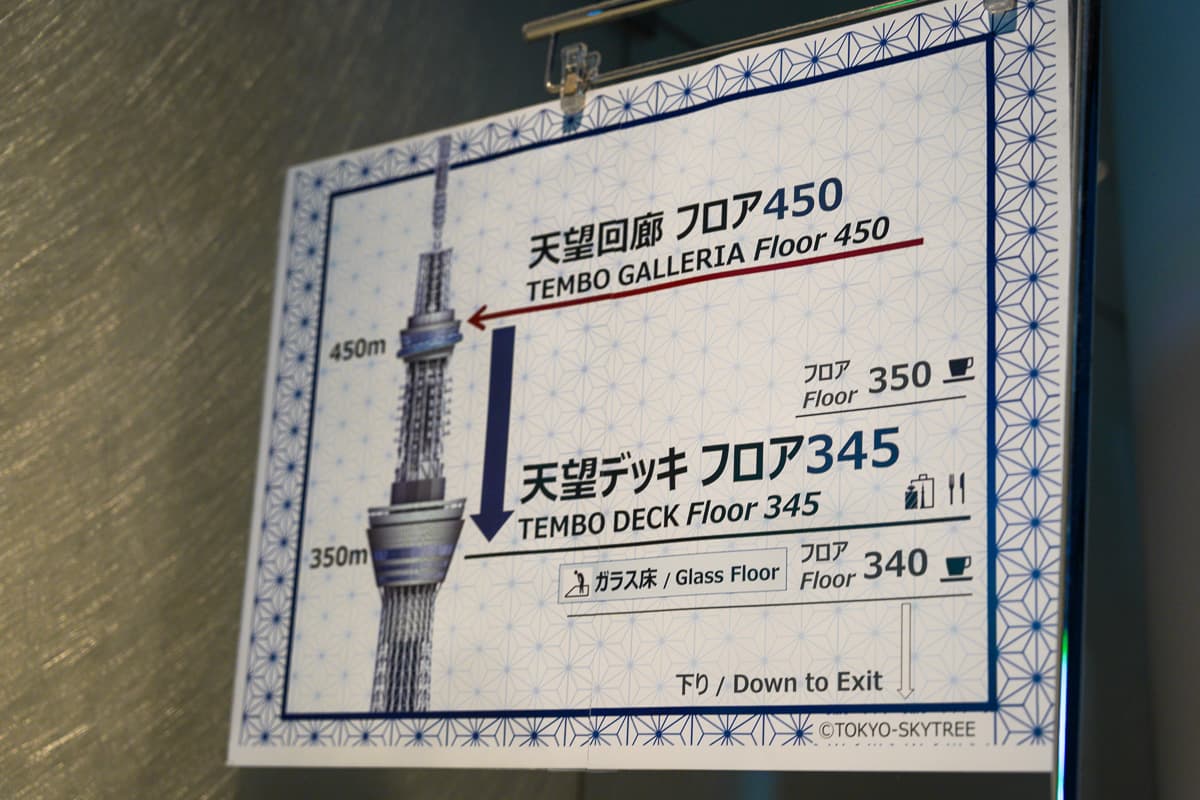 天望回廊 フロア450
TEMBO GALLERIA Floor 450
450m
フロア
Floor 350
天望デッキ フロア345
TEMBO DECK Floor 345
350m
ガラス床 / Glass Floor
フロア
Floor 340
下り / Down to Exit
©TOKYO-SKYTREE